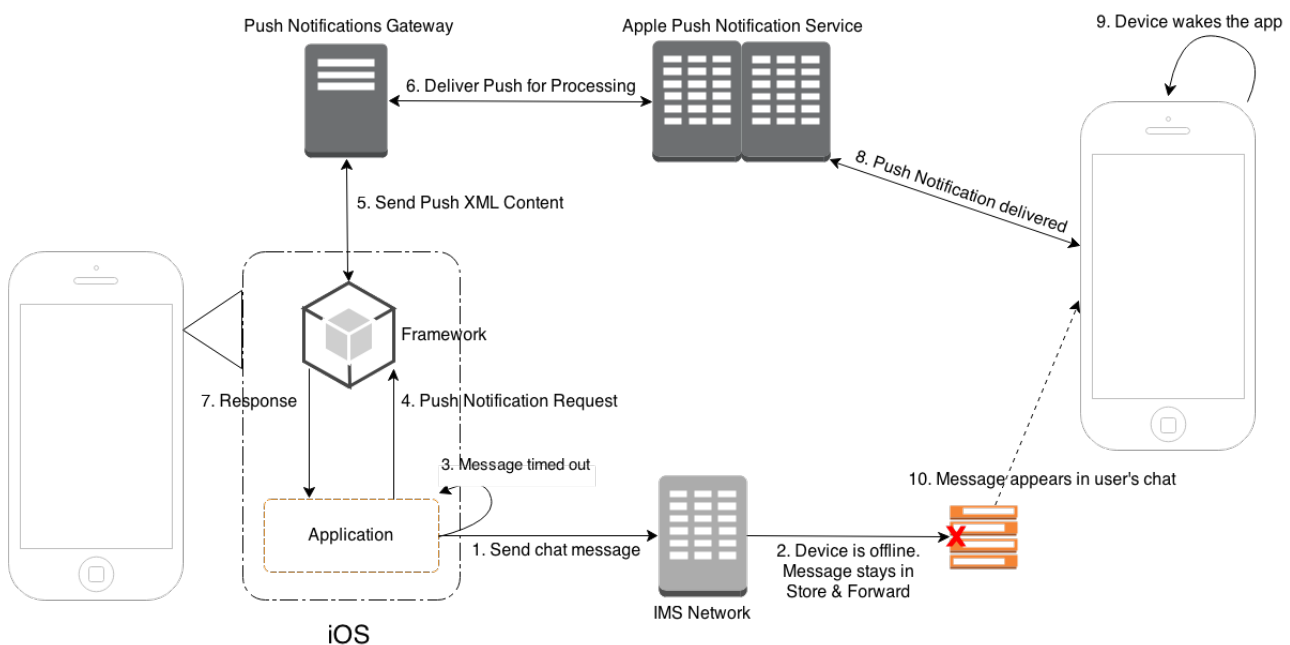 Push Notifications Gateway
Apple Push Notification Service
9. Device wakes the app
6. Deliver Push for Processing
8. Push Notification delivered
5. Send Push XML Content
Framework
7. Response
4. Push Notification Request
3. Message timed out
10. Message appears in user's chat
Application
1. Send chat message
2. Device is offline.
Message stays in
Store & Forward
IMS Network
iOS